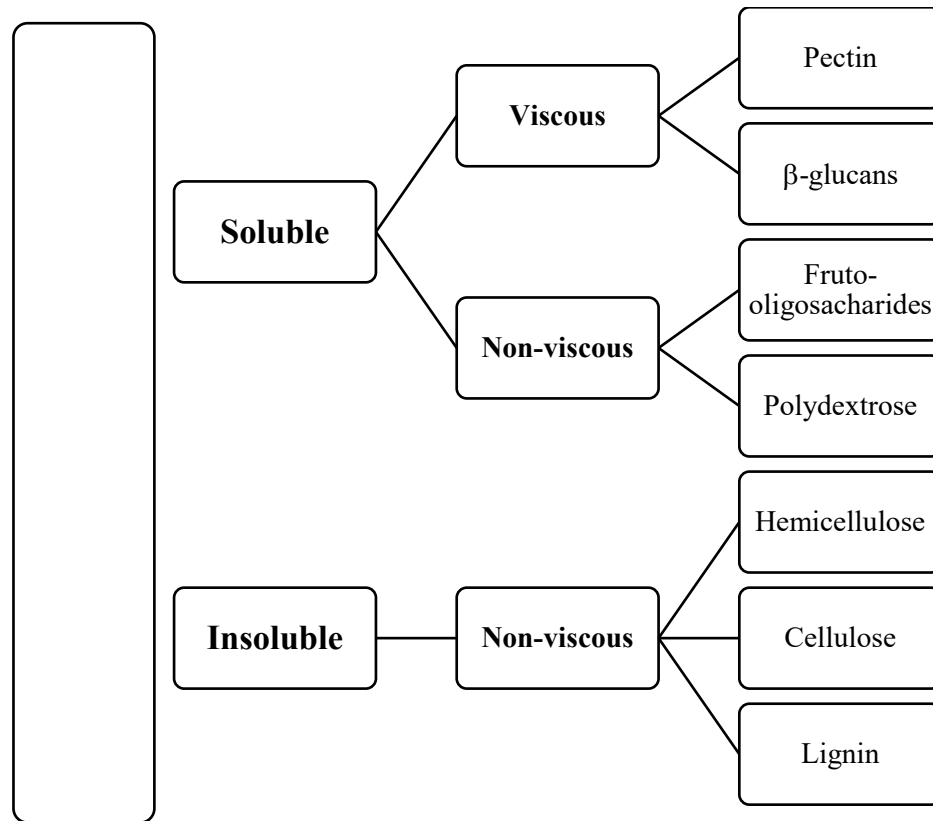 Pectin
Viscous
β-glucans
Soluble
Fruto-
oligosacharides
Non-viscous
Polydextrose
Hemicellulose
Insoluble
Non-viscous
Cellulose
Lignin